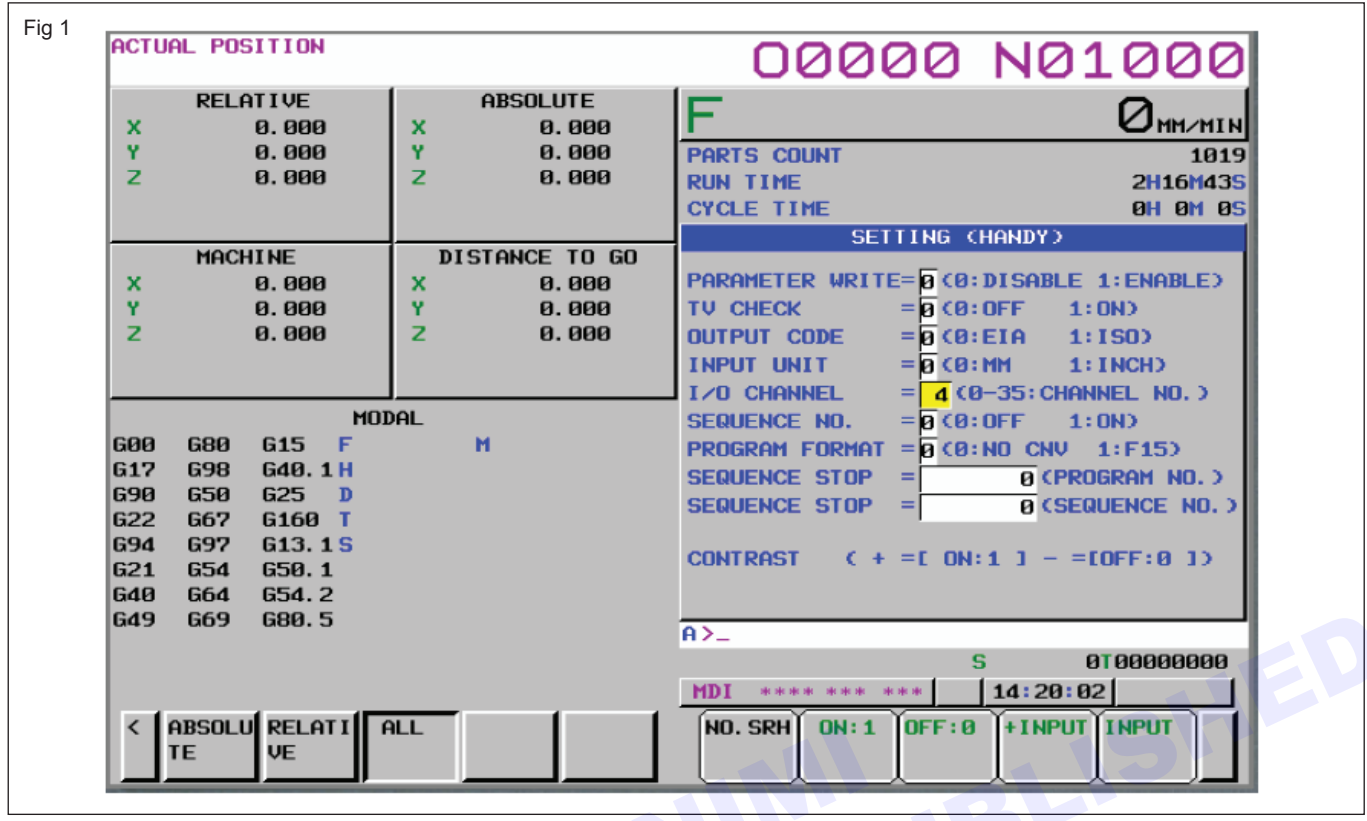 Fig 1
ACTUAL POSITION
O0000 N01000
RELATIVE
X 0.000
Y 0.000
Z 0.000
ABSOLUTE
X 0.000
Y 0.000
Z 0.000
MACHINE
X 0.000
Y 0.000
Z 0.000
DISTANCE TO GO
X 0.000
Y 0.000
Z 0.000
MODAL
G00 G80 G15 F M
G17 G98 G40.1 H
G90 G50 G25 D
G22 G67 G160 T
G94 G97 G13.1 S
G21 G54 G50.1
G40 G64 G54.2
G49 G69 G80.5
F 0 MM/MIN
PARTS COUNT 1019
RUN TIME 2H16M43S
CYCLE TIME 0H 0M 0S
SETTING (HANDY)
PARAMETER WRITE=0(0:DISABLE 1:ENABLE)
TV CHECK =0(0:OFF 1:ON)
OUTPUT CODE =0(0:EIA 1:ISO)
INPUT UNIT =0(0:MM 1:INCH)
I/O CHANNEL = 4(0-35:CHANNEL NO.)
SEQUENCE NO. =0(0:OFF 1:ON)
PROGRAM FORMAT =0(0:NO CNV 1:F15)
SEQUENCE STOP = 0(PROGRAM NO.)
SEQUENCE STOP = 0(SEQUENCE NO.)
CONTRAST ( + =[ ON:1 ] - =[OFF:0 ])
A>_
S 0T00000000
MDI **** *** *** 14:20:02
< ABSOLU RELATI ALL
TE VE
NO.SRH ON:1 OFF:0 +INPUT INPUT